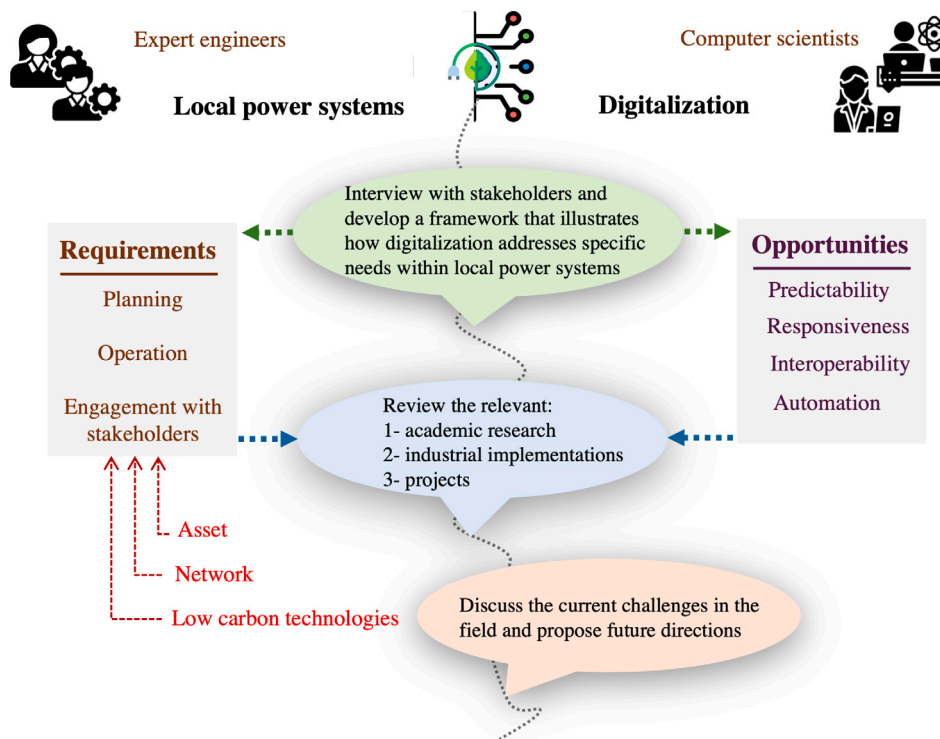 Expert engineers
Computer scientists
Local power systems
Digitalization
Interview with stakeholders and
develop a framework that illustrates
how digitalization addresses specific
needs within local power systems
Requirements
Planning
Operation
Engagement with
stakeholders
Opportunities
Predictability
Responsiveness
Interoperability
Automation
Review the relevant:
1- academic research
2- industrial implementations
3- projects
Asset
Network
Low carbon technologies
Discuss the current challenges in the
field and propose future directions